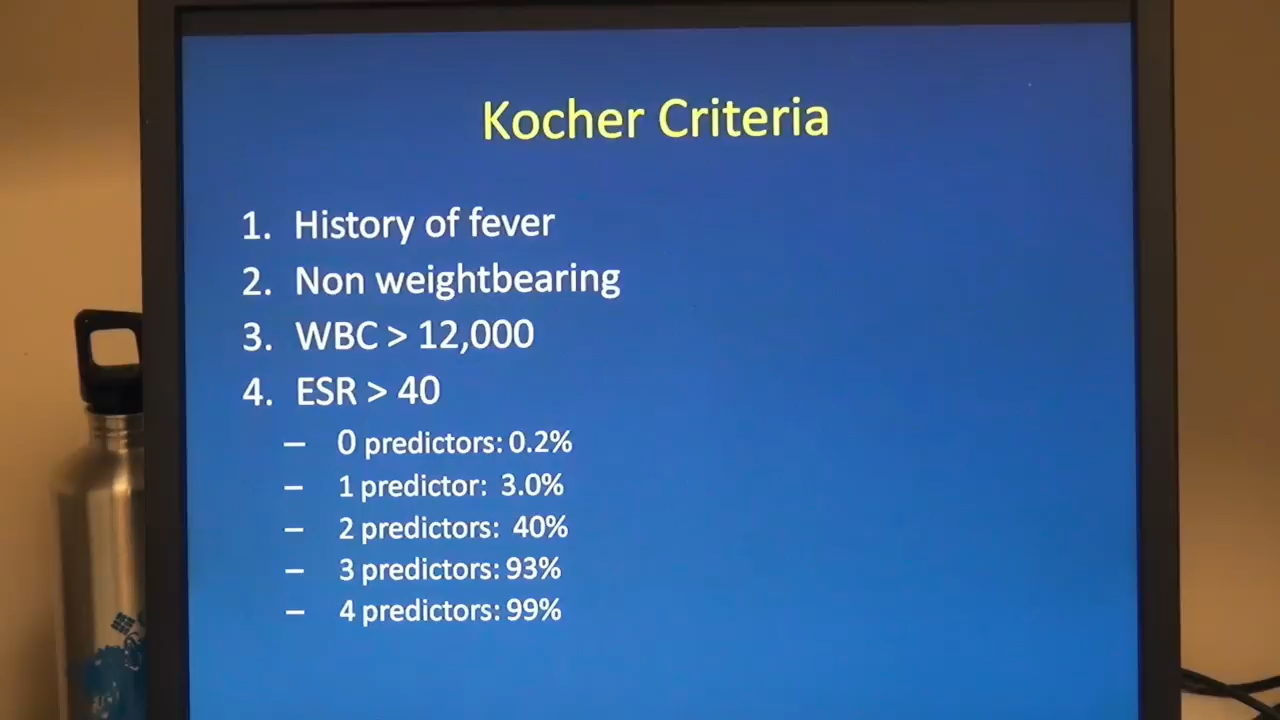 Kocher Criteria
1. History of fever
2. Non weightbearing
3. WBC > 12,000
4. ESR > 40
– 0 predictors: 0.2%
– 1 predictor: 3.0%
– 2 predictors: 40%
– 3 predictors: 93%
– 4 predictors: 99%